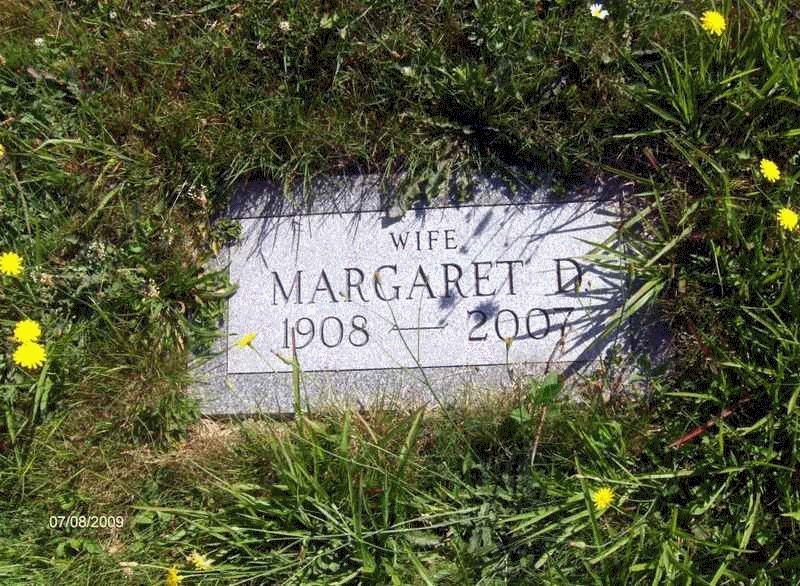 WIFE
MARGARET D.
1908 — 2007
07/08/2009